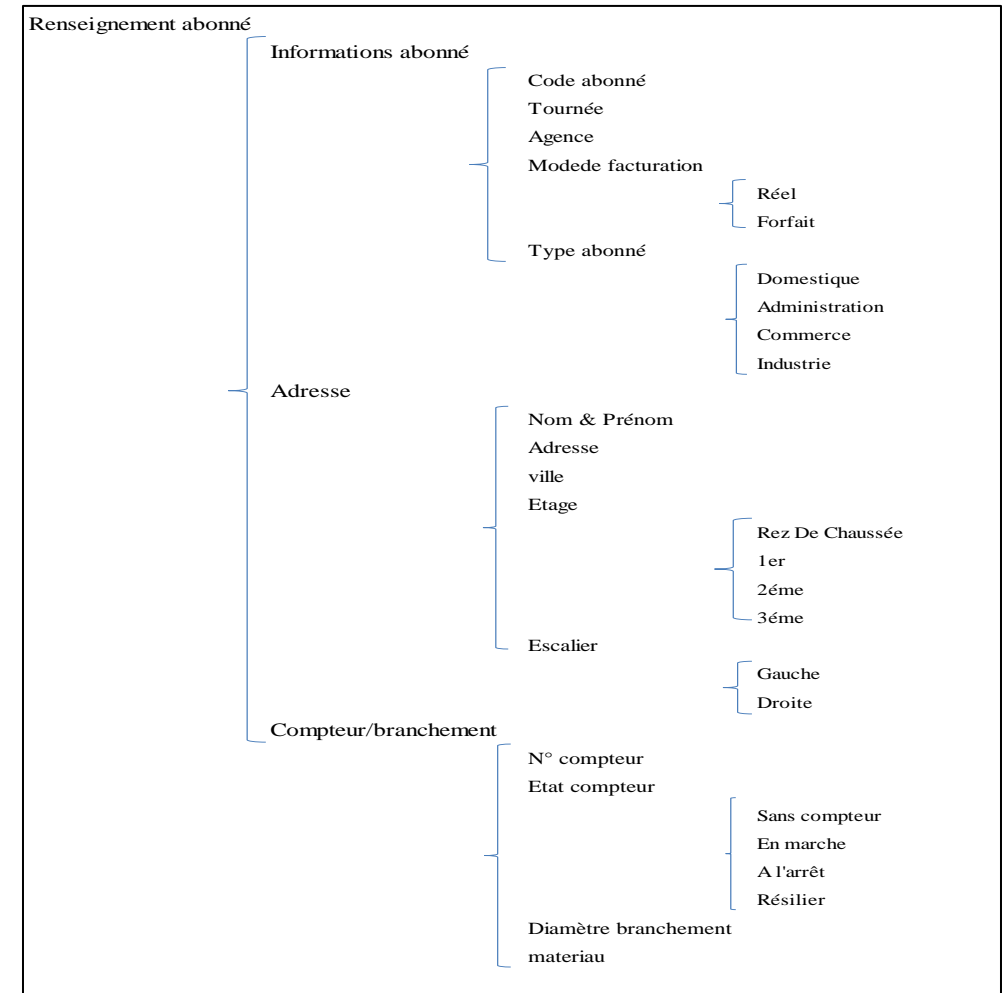 Renseignement abonné
Informations abonné
Code abonné
Tournée
Agence
Modede facturation
Réel
Forfait
Type abonné
Domestique
Administration
Commerce
Industrie
Adresse
Nom & Prénom
Adresse
ville
Etage
Rez De Chaussée
1er
2éme
3éme
Escalier
Gauche
Droite
Compteur/branchement
N° compteur
Etat compteur
Sans compteur
En marche
A l'arrêt
Résilier
Diamètre branchement
materiau